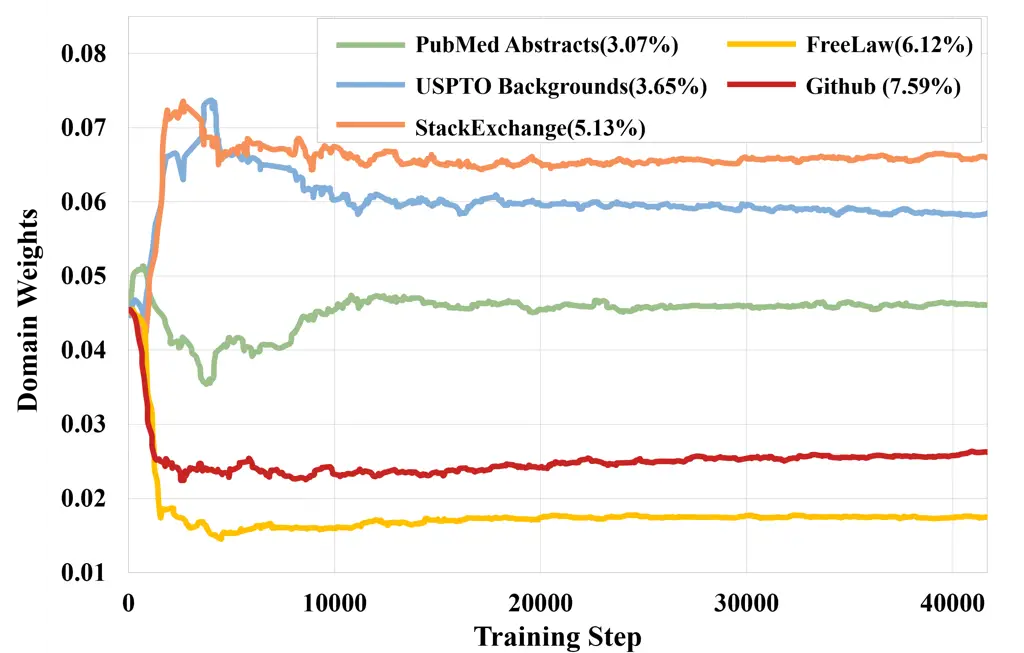 0.08
0.07
0.06
0.05
0.04
0.03
0.02
0.01
Domain Weights
PubMed Abstracts(3.07%)
USPTO Backgrounds(3.65%)
StackExchange(5.13%)
FreeLaw(6.12%)
Github (7.59%)
0 10000 20000 30000 40000
Training Step